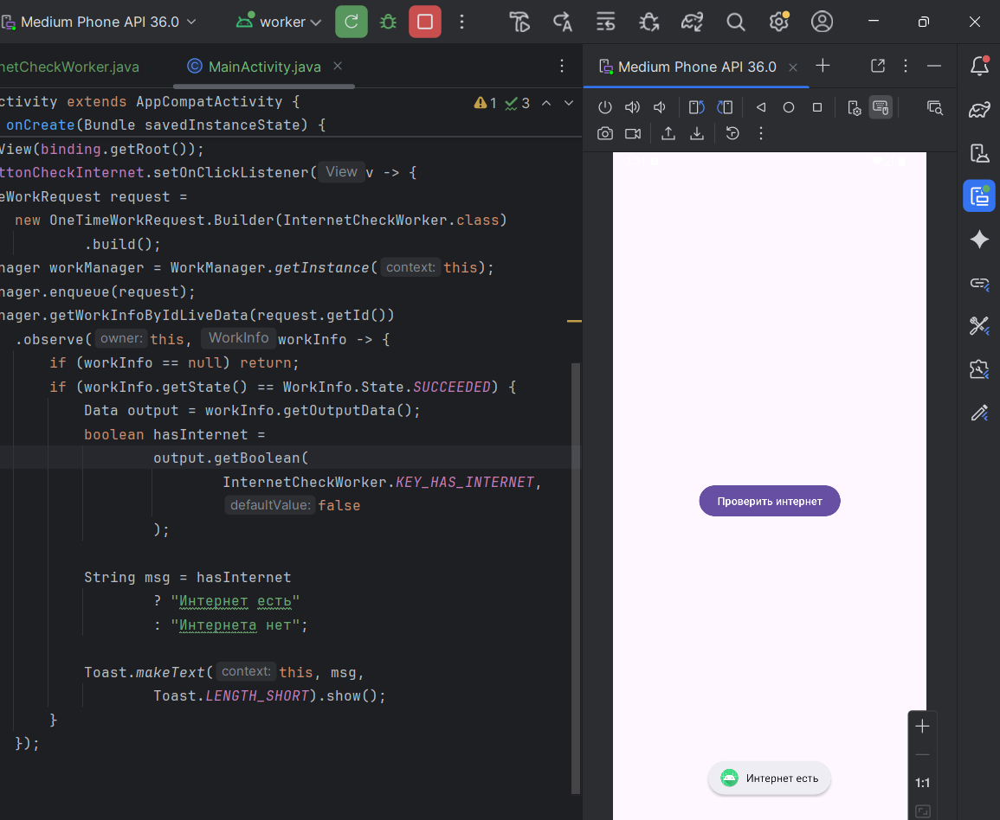 Medium Phone API 36.0
worker
netCheckWorker.java
MainActivity.java
Medium Phone API 36.0
ctivity extends AppCompatActivity {
1
3
onCreate(Bundle savedInstanceState) {
View(binding.getRoot());
ttonCheckInternet.setOnClickListener( View v -> {
eWorkRequest request =
new OneTimeWorkRequest.Builder(InternetCheckWorker.class)
.build();
nager workManager = WorkManager.getInstance( context: this);
nager.enqueue(request);
nager.getWorkInfoByIdLiveData(request.getId())
.observe( owner: this, WorkInfo workInfo -> {
if (workInfo == null) return;
if (workInfo.getState() == WorkInfo.State.SUCCEEDED) {
Data output = workInfo.getOutputData();
boolean hasInternet =
output.getBoolean(
InternetCheckWorker.KEY_HAS_INTERNET,
defaultValue: false
);
String msg = hasInternet
? "Интернет есть"
: "Интернета нет";
Toast.makeText( context: this, msg,
Toast.LENGTH_SHORT).show();
}
});
Проверить интернет
Интернет есть
1:1